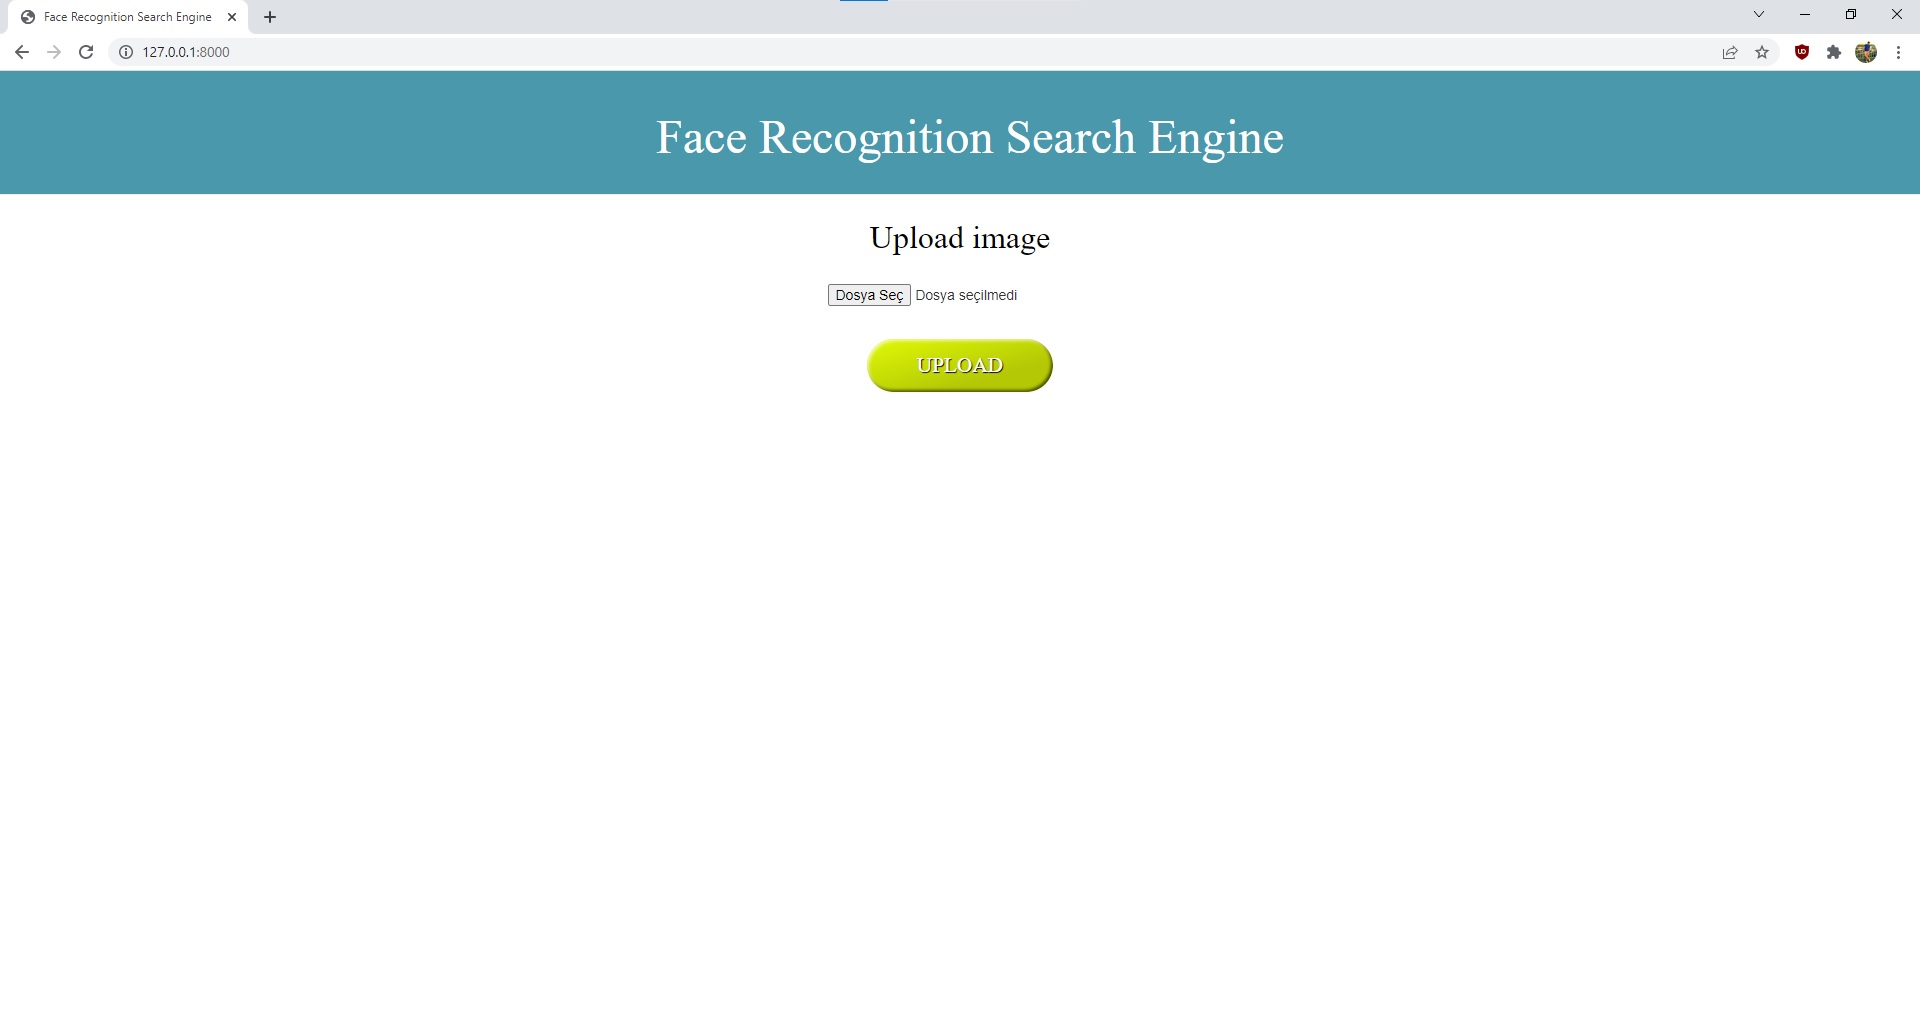 Face Recognition Search Engine
127.0.0.1:8000
Face Recognition Search Engine
Upload image
Dosya Seç Dosya seçilmedi
UPLOAD